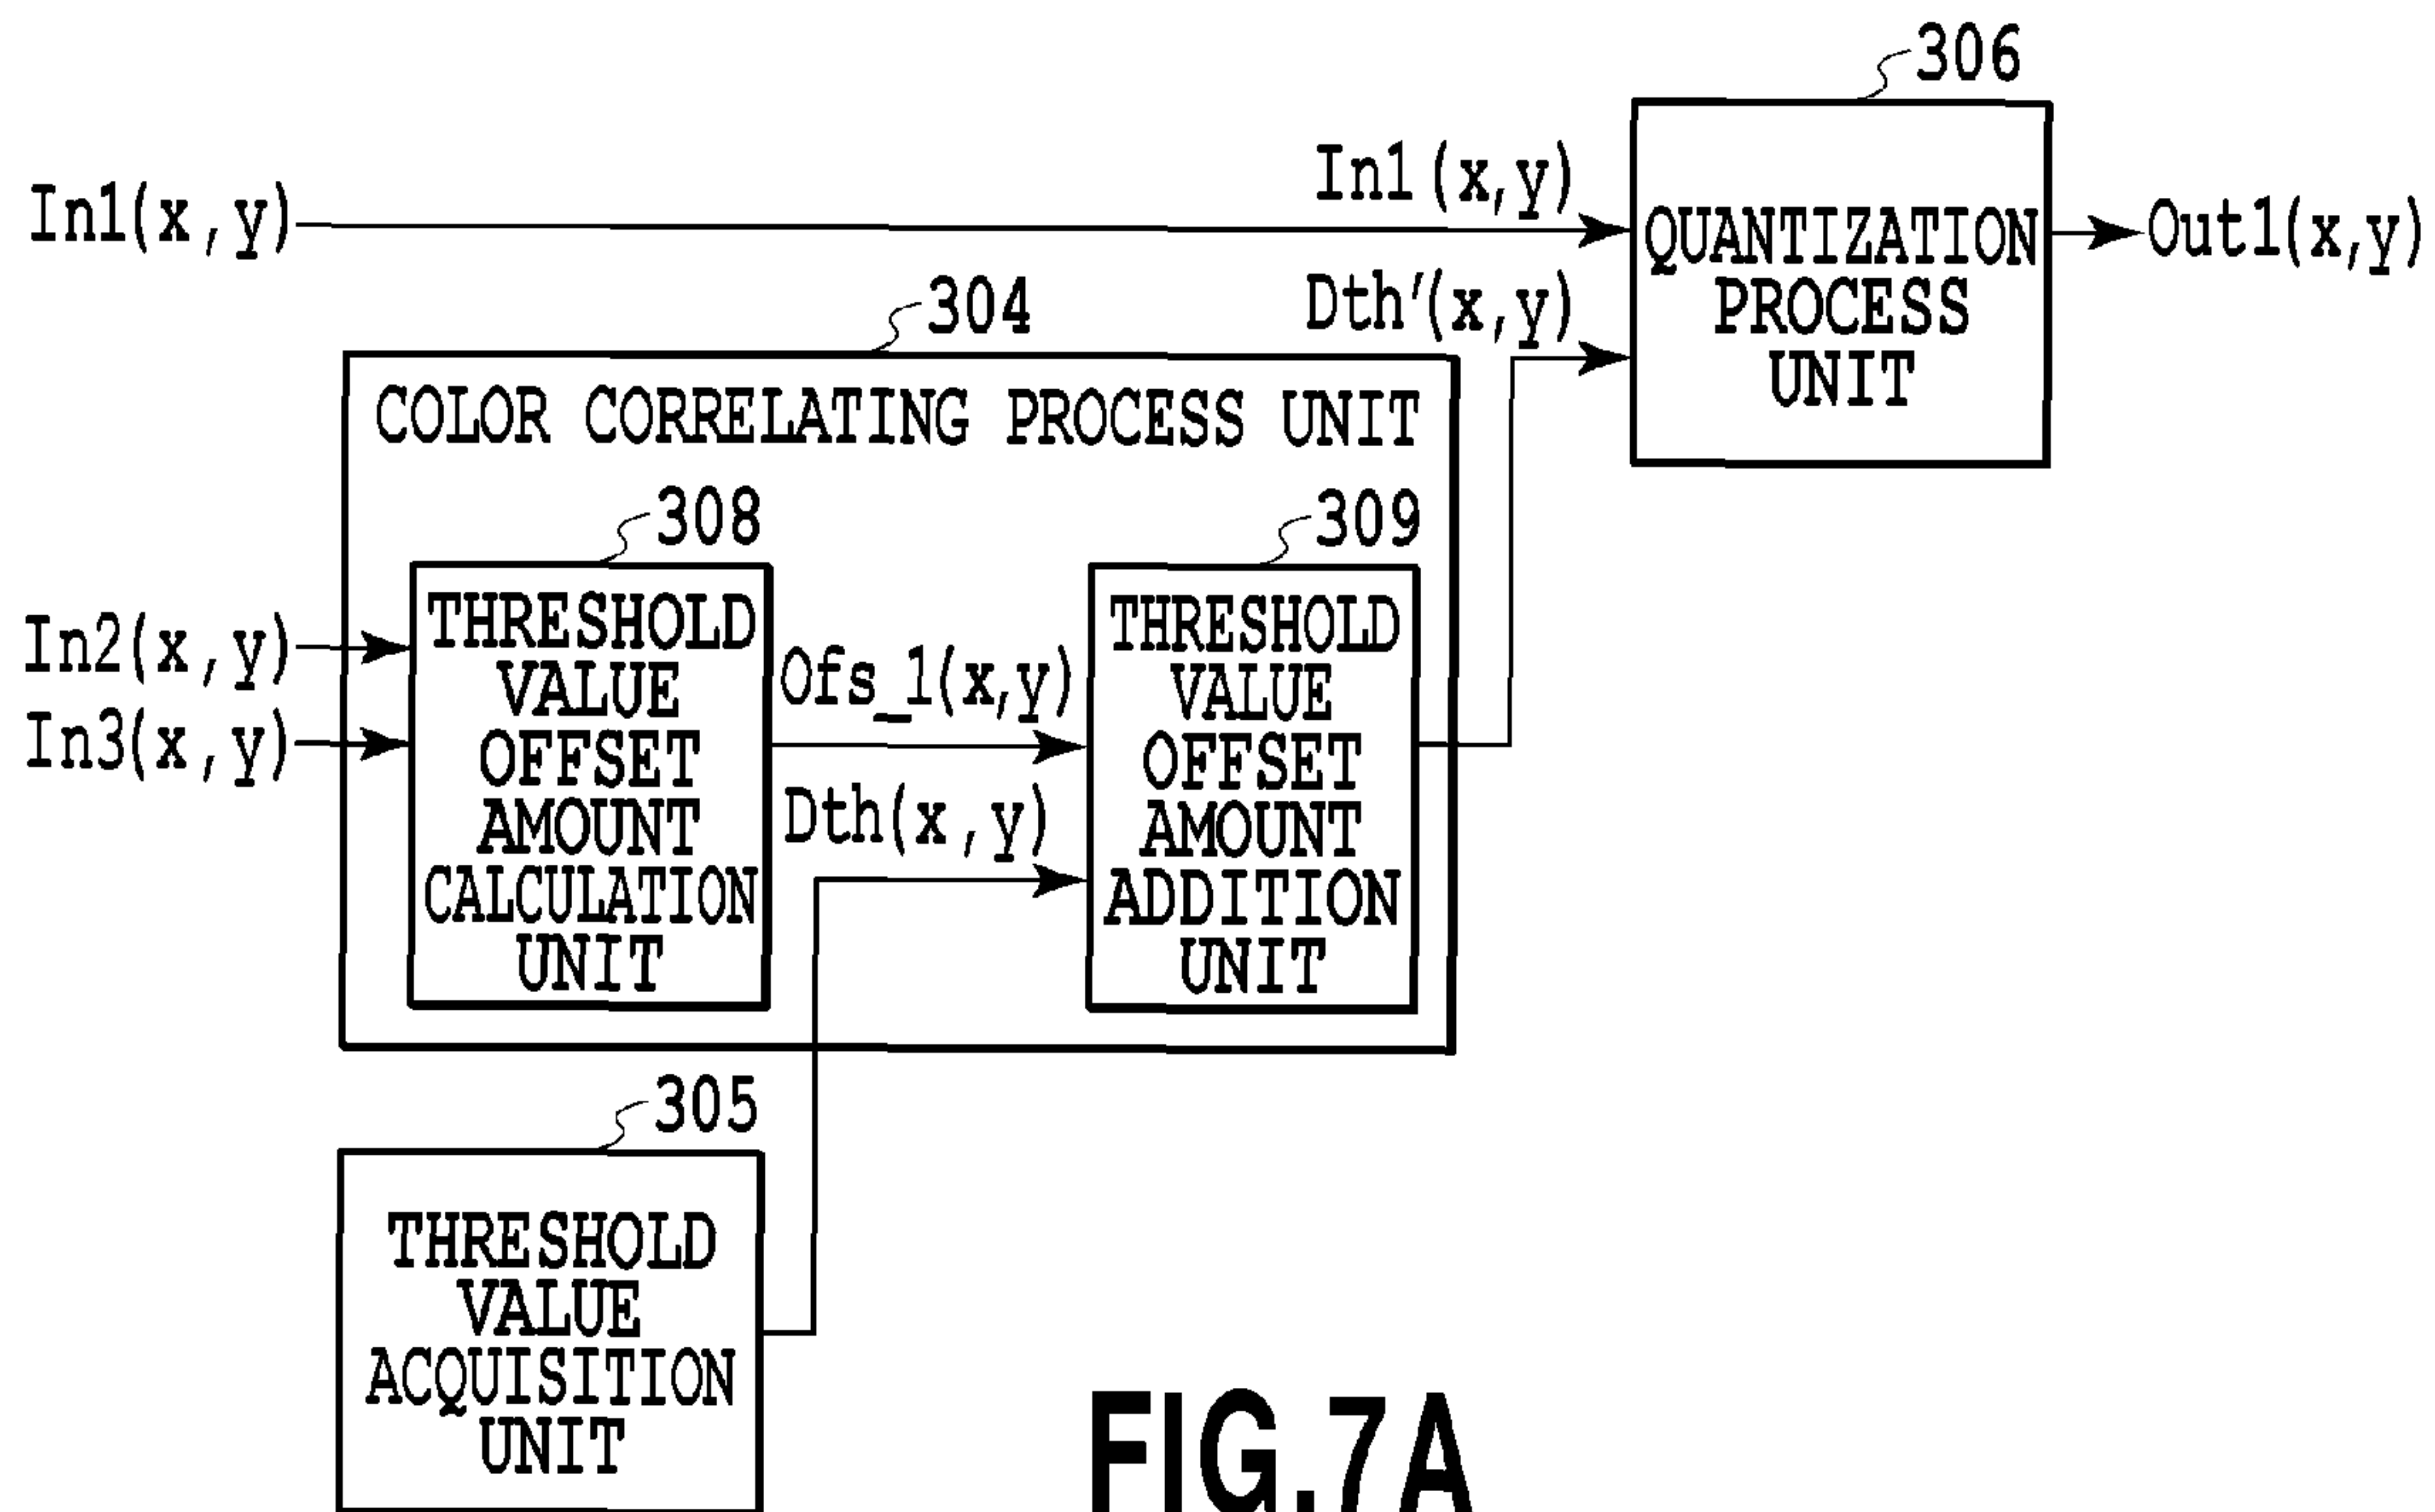 306
In1(x,y)
In1(x,y)
QUANTIZATION
PROCESS
UNIT
Out1(x,y)
Dth'(x,y)
304
COLOR CORRELATING PROCESS UNIT
308
309
In2(x,y)
In3(x,y)
THRESHOLD
VALUE
OFFSET
AMOUNT
CALCULATION
UNIT
Ofs_1(x,y)
Dth(x,y)
THRESHOLD
VALUE
OFFSET
AMOUNT
ADDITION
UNIT
305
THRESHOLD
VALUE
ACQUISITION
UNIT
FIG.7A